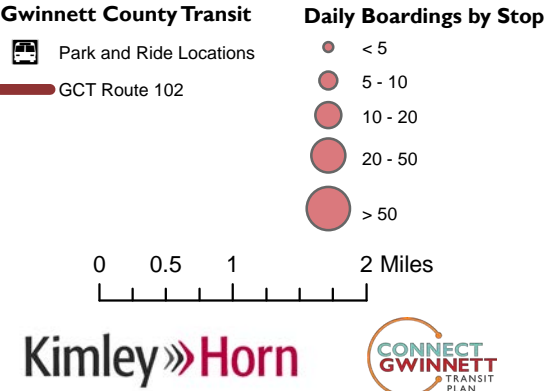 Gwinnett County Transit
Park and Ride Locations
GCT Route 102
Daily Boardings by Stop
< 5
5 - 10
10 - 20
20 - 50
> 50
0 0.5 1 2 Miles
Kimley»Horn
CONNECT
GWINNETT
TRANSIT
PLAN